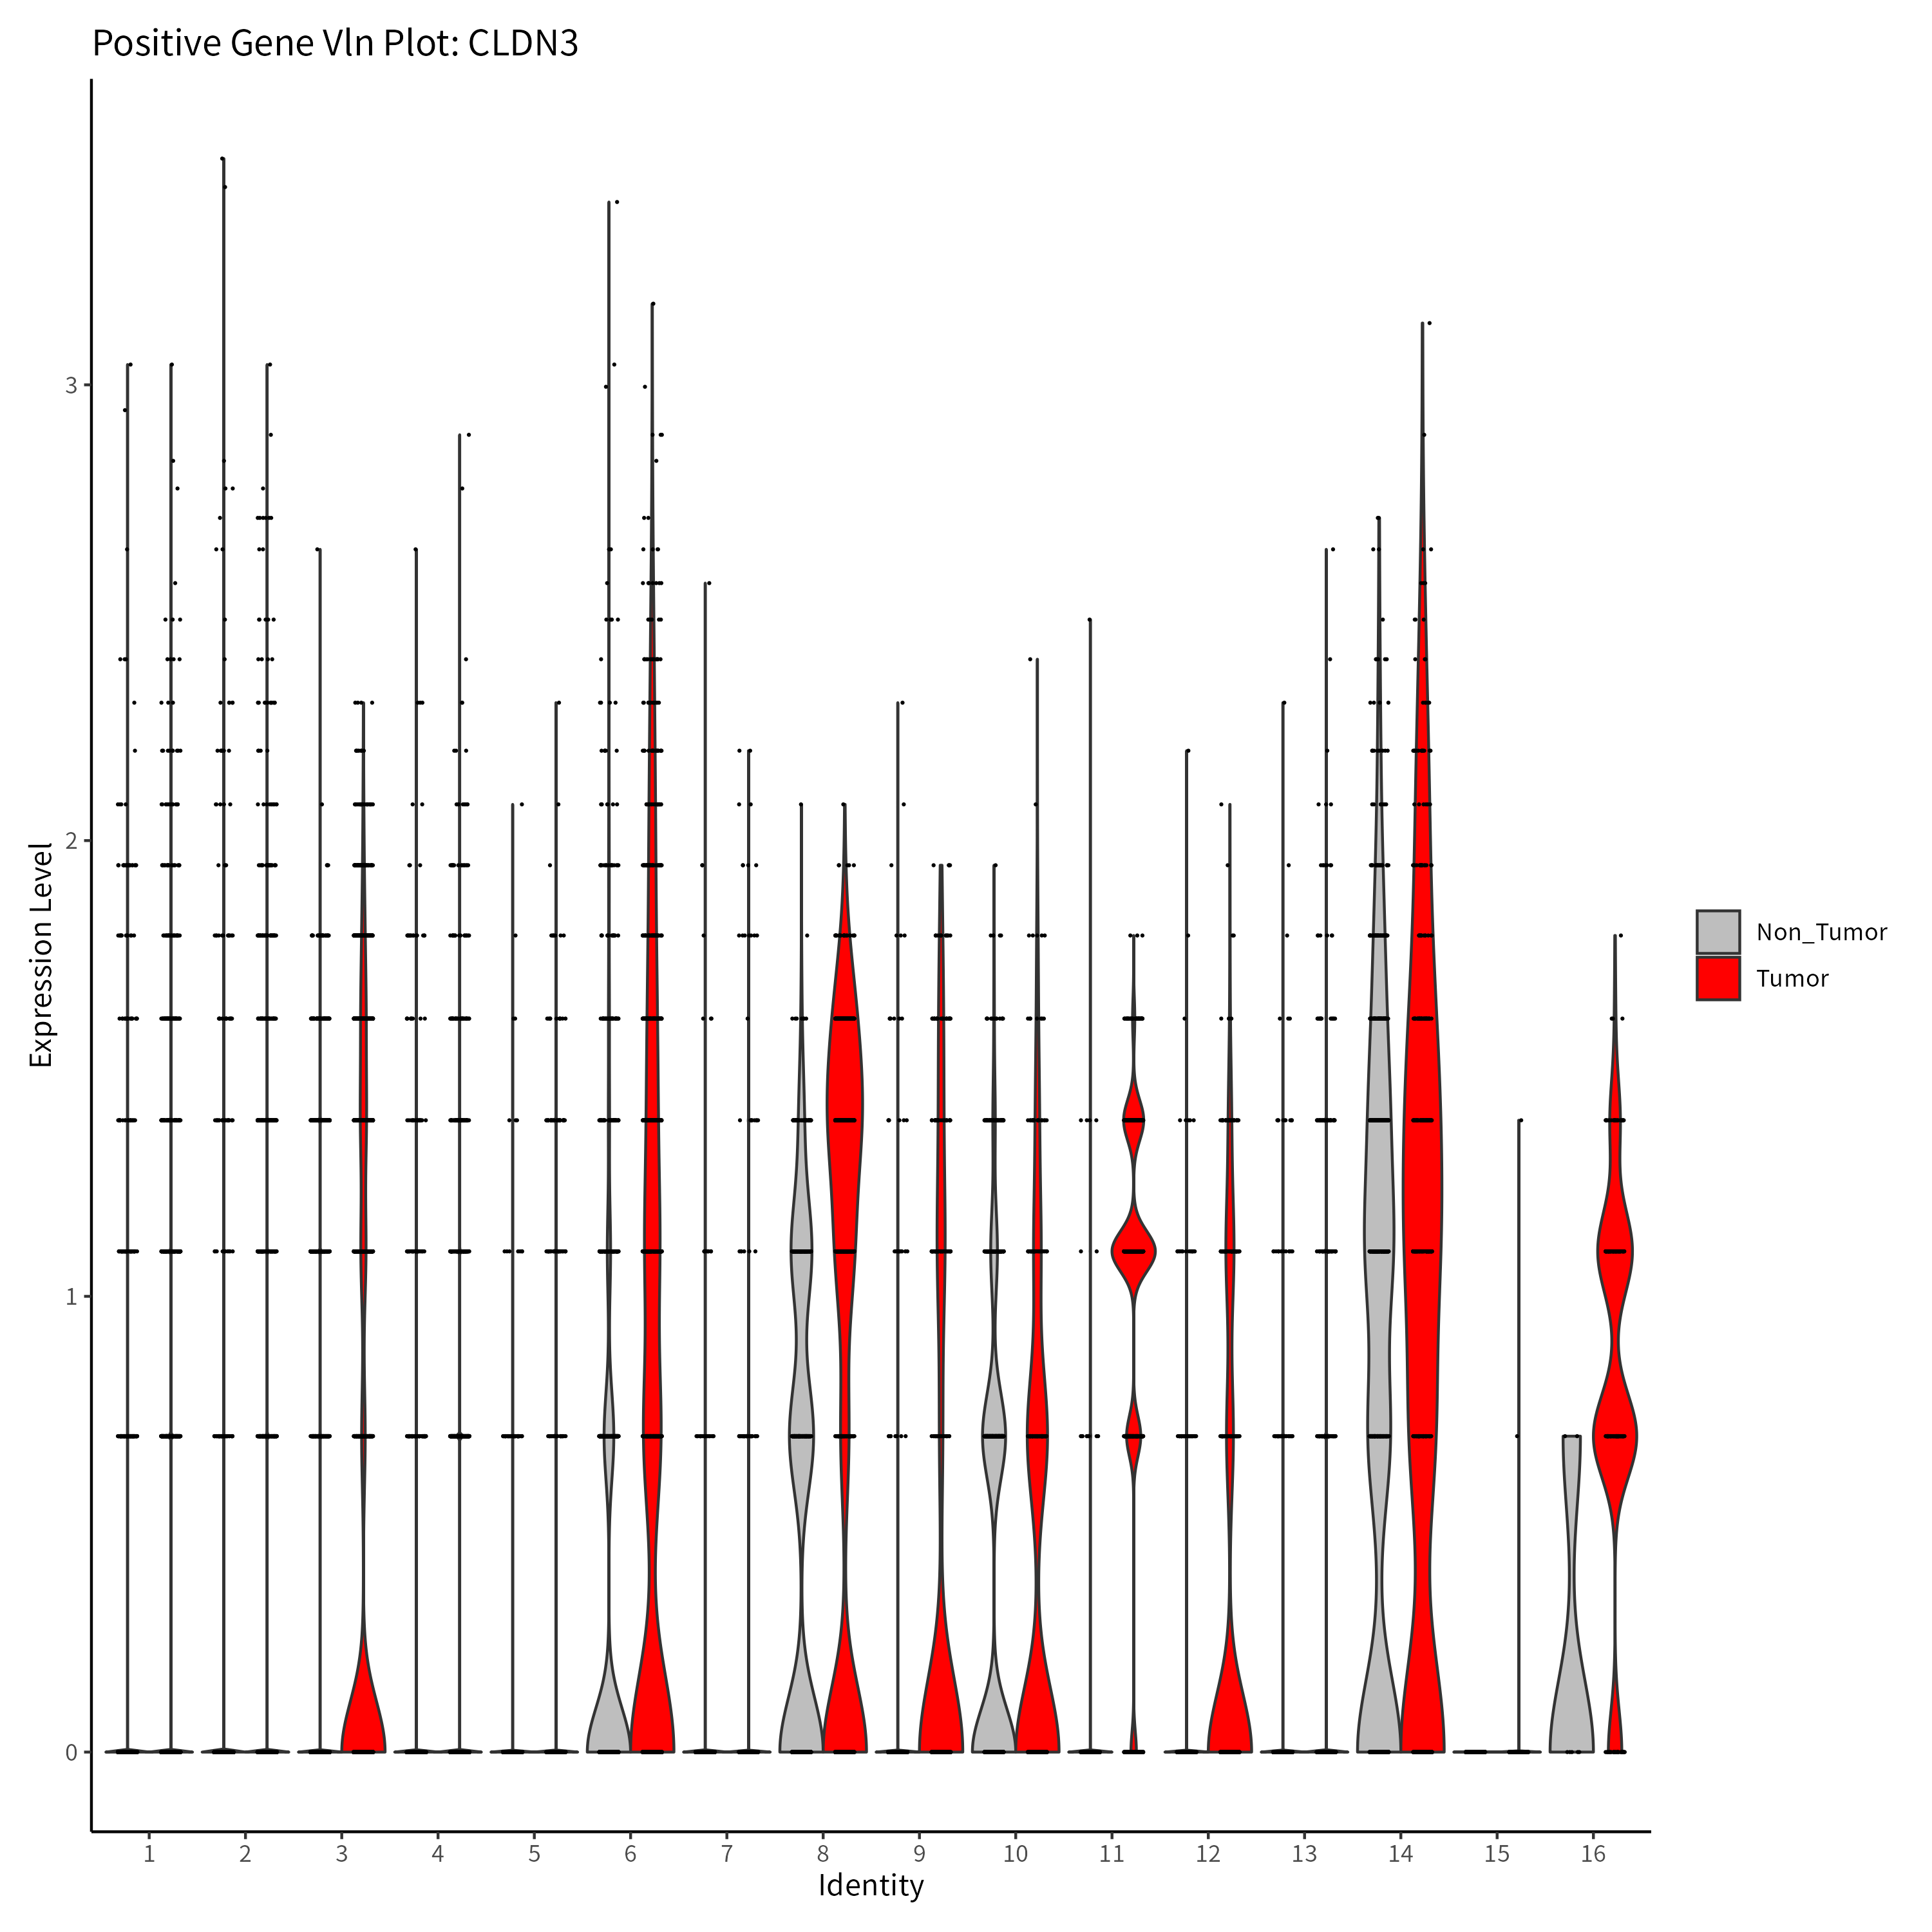 Positive Gene Vln Plot: CLDN3
3
2
1
0
Expression Level
1 2 3 4 5 6 7 8 9 10 11 12 13 14 15 16
Identity
Non_Tumor
Tumor